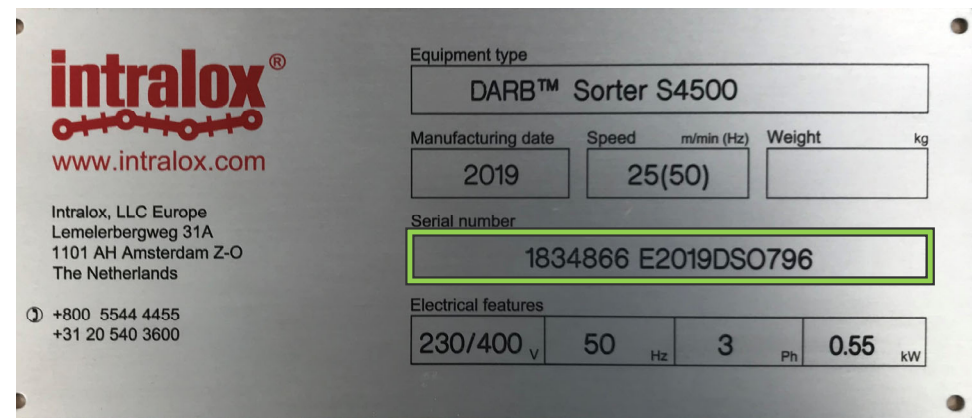 intralox®
www.intralox.com
Intralox, LLC Europe
Lemelerbergweg 31A
1101 AH Amsterdam Z-O
The Netherlands
+800 5544 4455
+31 20 540 3600
Equipment type
DARB™ Sorter S4500
Manufacturing date Speed m/min (Hz) Weight kg
2019 25(50)
Serial number
1834866 E2019DSO796
Electrical features
230/400 V 50 Hz 3 Ph 0.55 kW